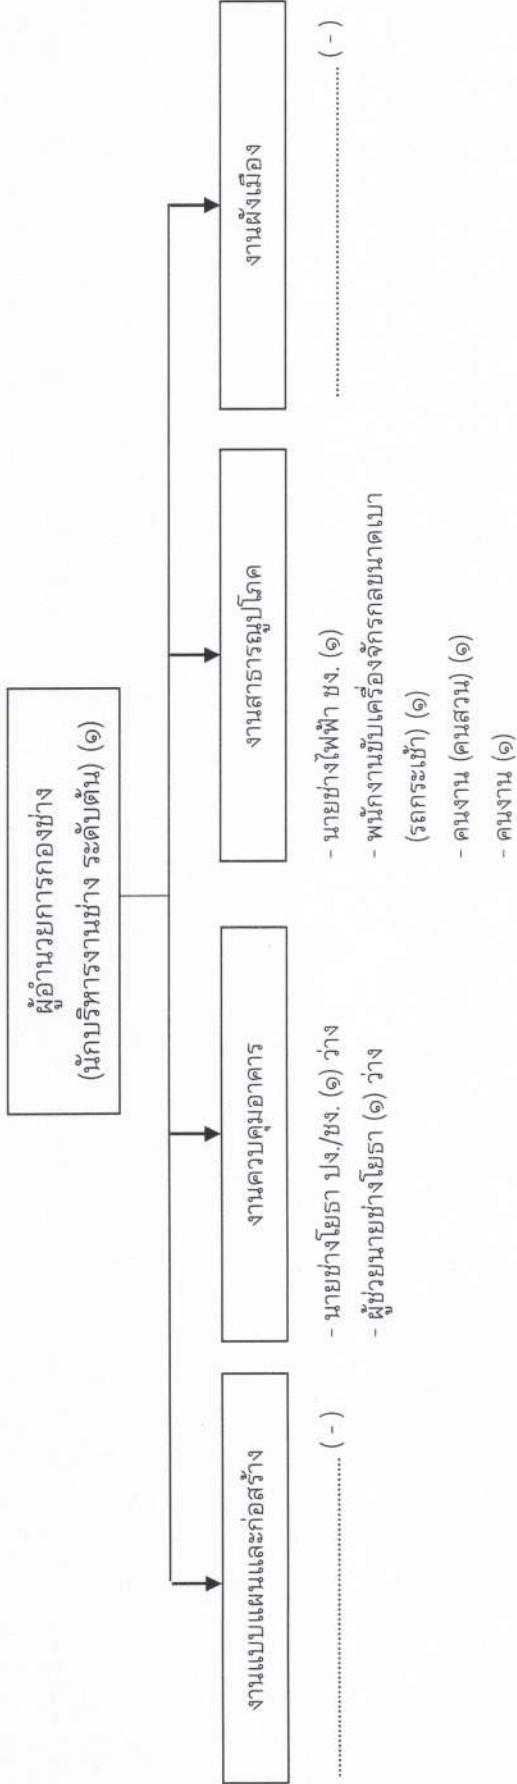 ผู้อำนวยการกองช่าง
(นักบริหารงานช่าง ระดับต้น) (๑)
งานแบบแผนและก่อสร้าง
........................................................ ( - )
งานควบคุมอาคาร
- นายช่างโยธา ปง./ชง. (๑) ว่าง
- ผู้ช่วยนายช่างโยธา (๑) ว่าง
งานสาธารณูปโภค
- นายช่างไฟฟ้า ชง. (๑)
- พนักงานขับเครื่องจักรกลขนาดเบา
(รถกระเช้า) (๑)
- คนงาน (คนสวน) (๑)
- คนงาน (๑)
งานผังเมือง
........................................................ ( - )